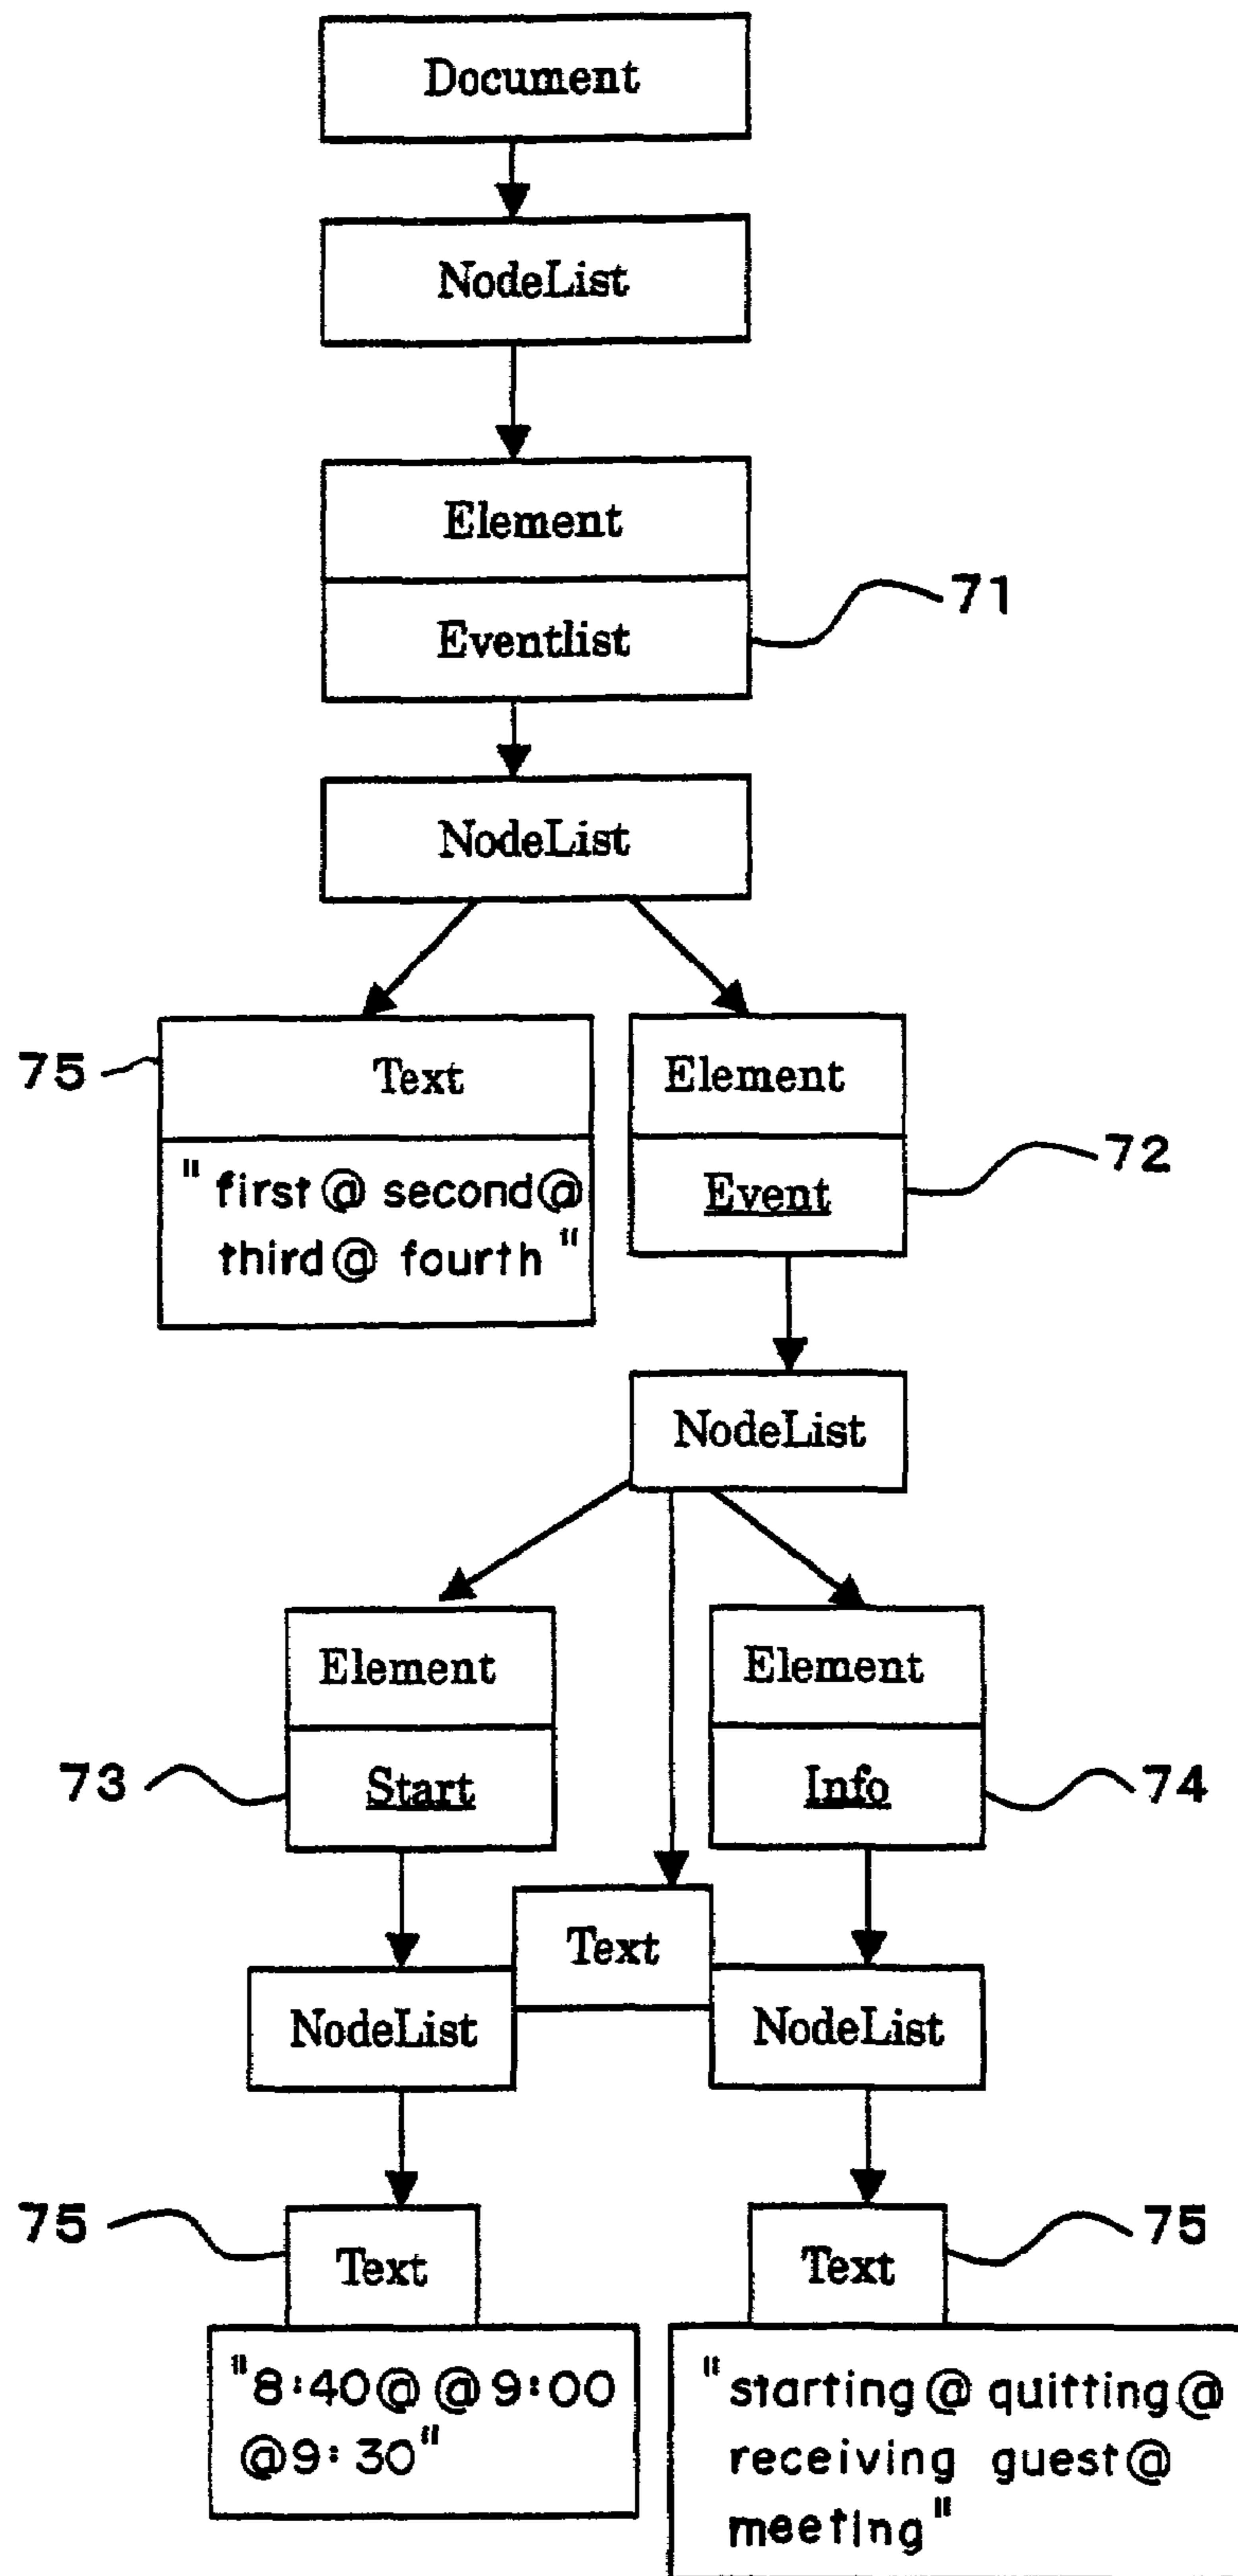 Document
NodeList
Element
Eventlist
71
NodeList
75
Text
Element
" first @ second @
third @ fourth "
Event
72
NodeList
Element
Element
73
Start
Info
74
Text
NodeList
NodeList
75
Text
Text
75
"8:40@ @ 9:00
@9:30"
"starting @ quitting @
receiving guest @
meeting"